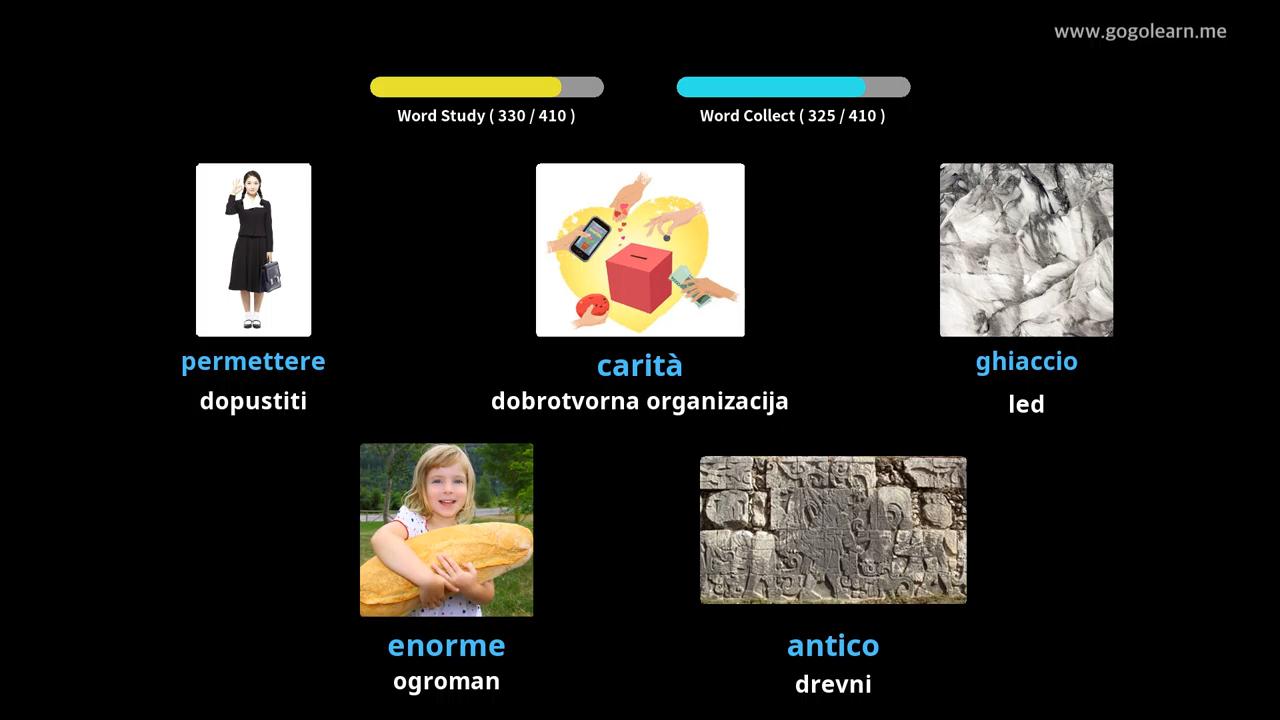 www.gogolearn.me
Word Study ( 330 / 410 )
Word Collect ( 325 / 410 )
permettere
dopustiti
carità
dobrotvorna organizacija
ghiaccio
led
enorme
ogroman
antico
drevni